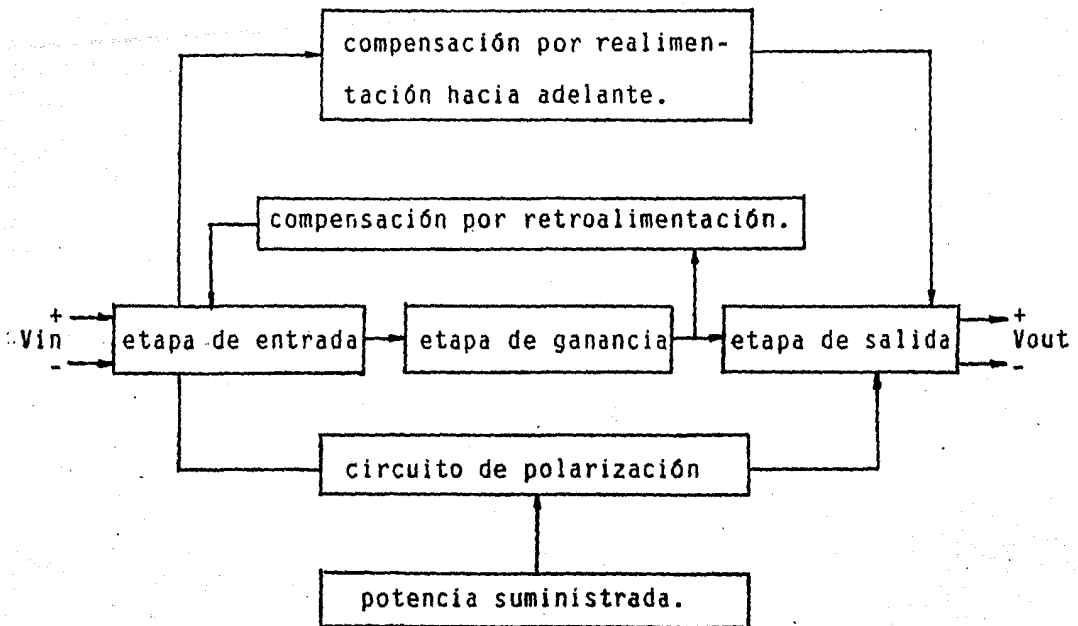 compensación por realimen-
tación hacia adelante.
compensación por retroalimentación.
+
Vin
-
etapa de entrada
etapa de ganancia
etapa de salida
+
Vout
-
circuito de polarización
potencia suministrada.